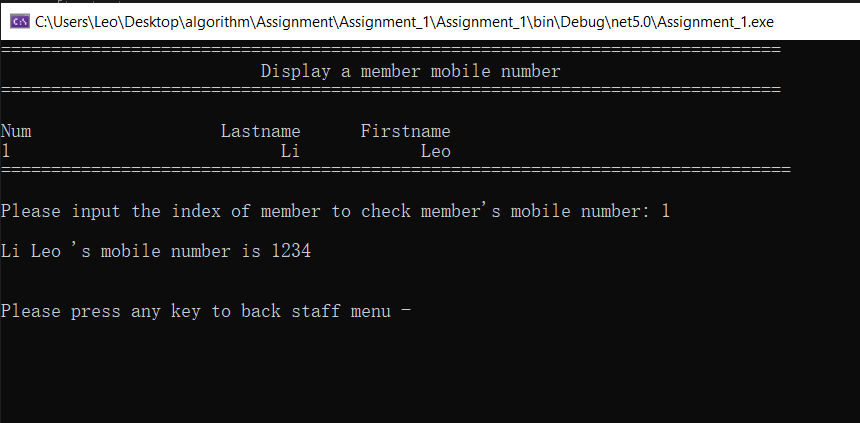 C:\Users\Leo\Desktop\algorithm\Assignment\Assignment_1\Assignment_1\bin\Debug\net5.0\Assignment_1.exe
==============================================================================
Display a member mobile number
==============================================================================
Num Lastname Firstname
1 Li Leo
===============================================================================
Please input the index of member to check member's mobile number: 1
Li Leo 's mobile number is 1234
Please press any key to back staff menu